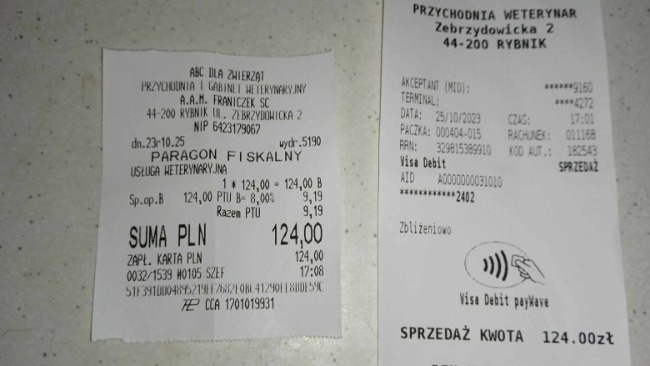 ABC DLA ZWIERZĄT
PRZYCHODNIA I GABINET WETERYNARYJNY
A.A.M. FRANICZEK SC
44-200 RYBNIK UL. ZEBRZYDOWICKA 2
NIP 6423179067
dn.23r10.25 wydr.5190
PARAGON FISKALNY
USŁUGA WETERYNARYJNA
1 * 124,00 = 124,00 B
Sp.op.B 124,00 PTU B= 8,00% 9,19
Razem PTU 9,19
SUMA PLN 124,00
ZAPŁ. KARTA PLN 124,00
0032/1539 #0105 SZEF 17:08
CCA 1701019931
PRZYCHODNIA WETERYNAR
Zebrzydowicka 2
44-200 RYBNIK
AKCEPTANT (MID): ******9160
TERMINAL: ****4272
DATA: 25/10/2023 CZAS: 17:01
PACZKA: 000404-015 RACHUNEK: 011168
RRN: 329815389910 KOD AUT.: 182543
Visa Debit SPRZEDAŻ
AID A0000000031010
************2402
Zbliżeniowo
Visa Debit payWave
SPRZEDAŻ KWOTA 124.00zł